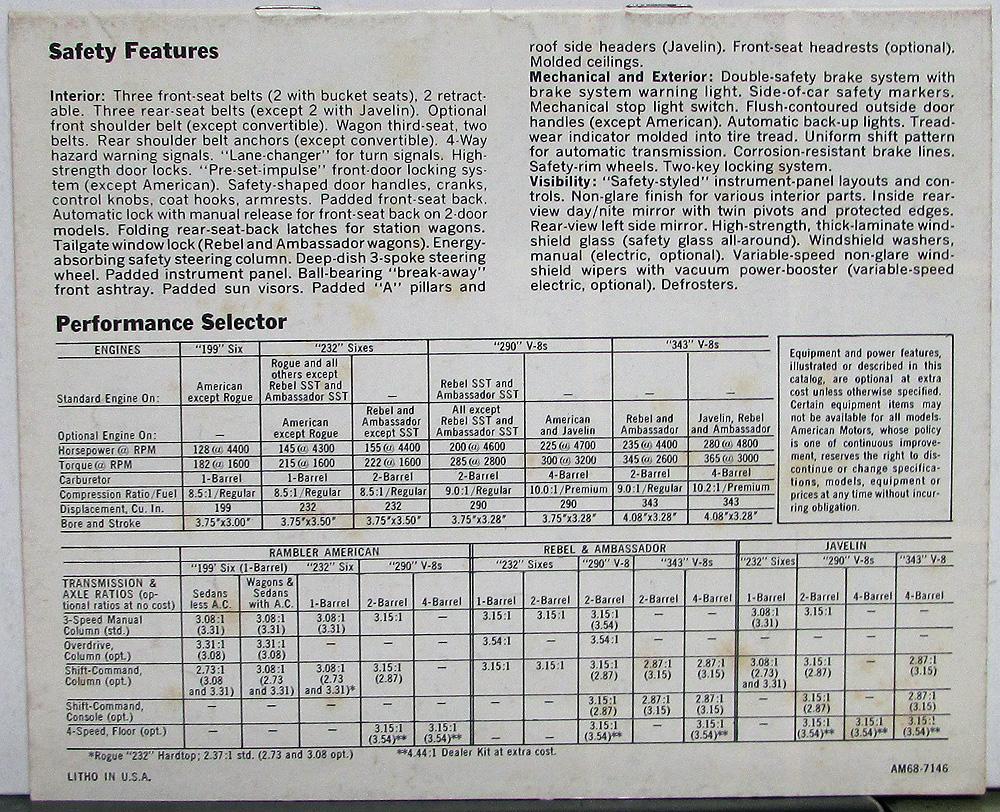 Safety Features
Interior: Three front-seat belts (2 with bucket seats), 2 retract-
able. Three rear-seat belts (except 2 with Javelin). Optional
front shoulder belt (except convertible). Wagon third-seat, two
belts. Rear shoulder belt anchors (except convertible). 4-Way
hazard warning signals. "Lane-changer" for turn signals. High-
strength door locks. "Pre-set-impulse" front-door locking sys-
tem (except American). Safety-shaped door handles, cranks,
control knobs, coat hooks, armrests. Padded front-seat back.
Automatic lock with manual release for front-seat back on 2-door
models. Folding rear-seat-back latches for station wagons.
Tailgate window lock (Rebel and Ambassador wagons). Energy-
absorbing safety steering column. Deep-dish 3-spoke steering
wheel. Padded instrument panel. Ball-bearing "break-away"
front ashtray. Padded sun visors. Padded "A" pillars and
roof side headers (Javelin). Front-seat headrests (optional).
Molded ceilings.
Mechanical and Exterior: Double-safety brake system with
brake system warning light. Side-of-car safety markers.
Mechanical stop light switch. Flush-contoured outside door
handles (except American). Automatic back-up lights. Tread-
wear indicator molded into tire tread. Uniform shift pattern
for automatic transmission. Corrosion-resistant brake lines.
Safety-rim wheels. Two-key locking system.
Visibility: "Safety-styled" instrument-panel layouts and con-
trols. Non-glare finish for various interior parts. Inside rear-
view day/nite mirror with twin pivots and protected edges.
Rear-view left side mirror. High-strength, thick-laminate wind-
shield glass (safety glass all-around). Windshield washers,
manual (electric, optional). Variable-speed non-glare wind-
shield wipers with vacuum power-booster (variable-speed
electric, optional). Defrosters.
Performance Selector
ENGINES "199" Six "232" Sixes "290" V-8s "343" V-8s
Rogue and all
others except
American Rebel SST and Rebel SST and
Standard Engine On: except Rogue Ambassador SST — Ambassador SST — — —
Rebel and All except
American Ambassador Rebel SST and American Rebel and Javelin, Rebel
Optional Engine On: — except Rogue except SST Ambassador SST and Javelin Ambassador and Ambassador
Horsepower @ RPM 128 @ 4400 145 @ 4300 155 @ 4400 200 @ 4600 225 @ 4700 235 @ 4400 280 @ 4800
Torque @ RPM 182 @ 1600 215 @ 1600 222 @ 1600 285 @ 2800 300 @ 3200 345 @ 2600 365 @ 3000
Carburetor 1-Barrel 1-Barrel 2-Barrel 2-Barrel 4-Barrel 2-Barrel 4-Barrel
Compression Ratio/Fuel 8.5:1/Regular 8.5:1/Regular 8.5:1/Regular 9.0:1/Regular 10.0:1/Premium 9.0:1/Regular 10.2:1/Premium
Displacement, Cu. In. 199 232 232 290 290 343 343
Bore and Stroke 3.75"x3.00" 3.75"x3.50" 3.75"x3.50" 3.75"x3.28" 3.75"x3.28" 4.08"x3.28" 4.08"x3.28"
Equipment and power features,
illustrated or described in this
catalog, are optional at extra
cost unless otherwise specified.
Certain equipment items may
not be available for all models.
American Motors, whose policy
is one of continuous improve-
ment, reserves the right to dis-
continue or change specifica-
tions, models, equipment or
prices at any time without incur-
ring obligation.
RAMBLER AMERICAN REBEL & AMBASSADOR JAVELIN
"199' Six (1-Barrel) "232" Six "290" V-8s "232" Sixes "290" V-8 "343" V-8s "232" Sixes "290" V-8s "343" V-8
TRANSMISSION & Wagons &
AXLE RATIOS (op- Sedans Sedans
tional ratios at no cost) less A.C. with A.C. 1-Barrel 2-Barrel 4-Barrel 1-Barrel 2-Barrel 2-Barrel 2-Barrel 4-Barrel 1-Barrel 2-Barrel 4-Barrel 4-Barrel
3-Speed Manual 3.08:1 3.08:1 3.08:1 3.15:1 — 3.15:1 3.15:1 3.15:1 — — 3.08:1 3.15:1 — —
Column (std.) (3.31) (3.31) (3.31) (3.54) (3.31)
Overdrive, 3.31:1 3.31:1 — — — 3.54:1 — 3.54:1 — — — — — —
Column (opt.) (3.08) (3.08)
Shift-Command, 2.73:1 3.08:1 3.08:1 3.15:1 — 3.15:1 3.15:1 3.15:1 2.87:1 2.87:1 3.08:1 3.15:1 — 2.87:1
Column (opt.) (3.08 (2.73 (2.73 (2.87) (2.87) (3.15) (3.15) (2.73) (2.87) (3.15)
and 3.31) and 3.31) and 3.31)* and 3.31)
Shift-Command, — — — — — — — 3.15:1 2.87:1 2.87:1 — 3.15:1 — 2.87:1
Console (opt.) (2.87) (3.15) (3.15) (2.87) (3.15)
4-Speed, Floor (opt.) — — — 3.15:1 3.15:1 — — 3.15:1 — 3.15:1 — 3.15:1 3.15:1 3.15:1
(3.54)** (3.54)** (3.54)** (3.54)** (3.54)** (3.54)** (3.54)**
*Rogue "232" Hardtop; 2.37:1 std. (2.73 and 3.08 opt.) **4.44:1 Dealer Kit at extra cost.
LITHO IN U.S.A. AM68-7146